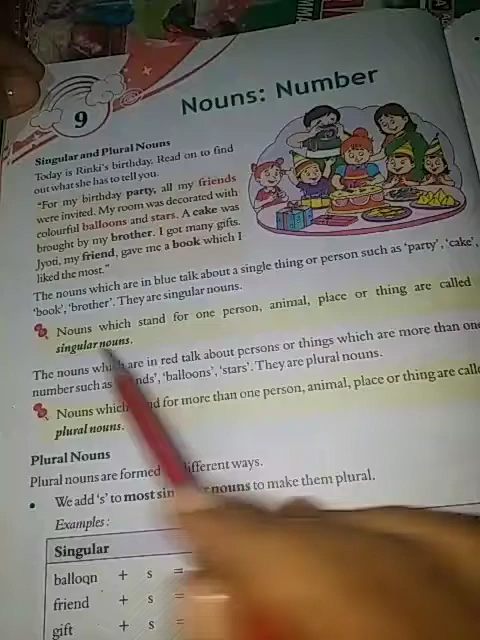 9
Nouns: Number
Singular and Plural Nouns
Today is Rinki's birthday. Read on to find
out what she has to tell you.
"For my birthday party, all my friends
were invited. My room was decorated with
colourful balloons and stars. A cake was
brought by my brother. I got many gifts.
Jyoti, my friend, gave me a book which I
liked the most."
The nouns which are in blue talk about a single thing or person such as 'party', 'cake',
'book', 'brother'. They are singular nouns.
Nouns which stand for one person, animal, place or thing are called
singular nouns.
The nouns which are in red talk about persons or things which are more than one
number such as 'balloons', 'stars'. They are plural nouns.
Nouns which for more than one person, animal, place or thing are
plural nouns.
Plural Nouns
Plural nouns are formed different ways.
• We add 's' to most nouns to make them plural.
Examples:
Singular
balloon + s =
friend + s =
gift + s